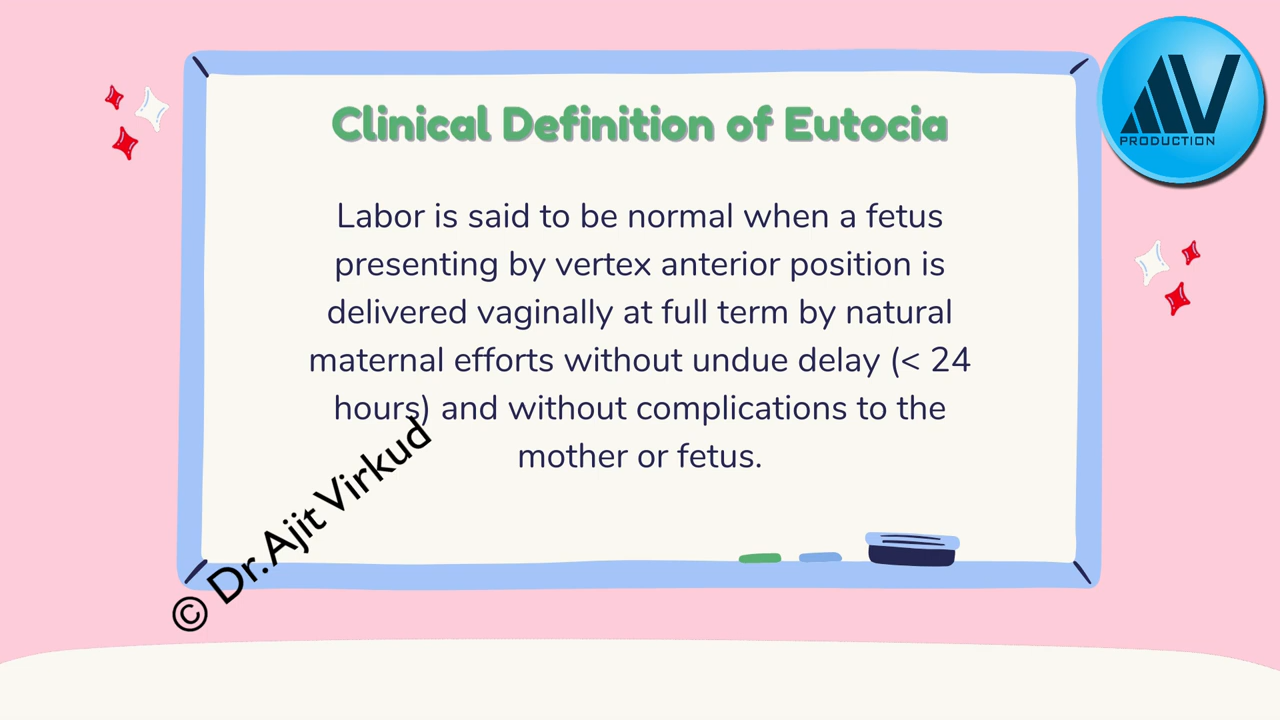 Clinical Definition of Eutocia
Labor is said to be normal when a fetus
presenting by vertex anterior position is
delivered vaginally at full term by natural
maternal efforts without undue delay (< 24
hours) and without complications to the
mother or fetus.
© Dr.Ajit Virkud
AV
PRODUCTION